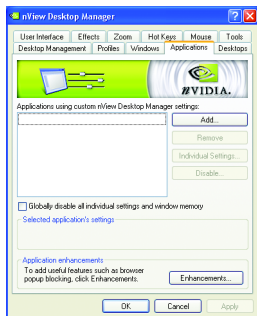 nView Desktop Manager
User Interface Effects Zoom Hot Keys Mouse Tools
Desktop Management Profiles Windows Applications Desktops
nVIDIA.
Applications using custom nView Desktop Manager settings:
Add...
Remove
Individual Settings...
Disable...
Globally disable all individual settings and window memory
Selected application's settings
Application enhancements
To add useful features such as browser
popup blocking, click Enhancements.
Enhancements...
OK Cancel Apply